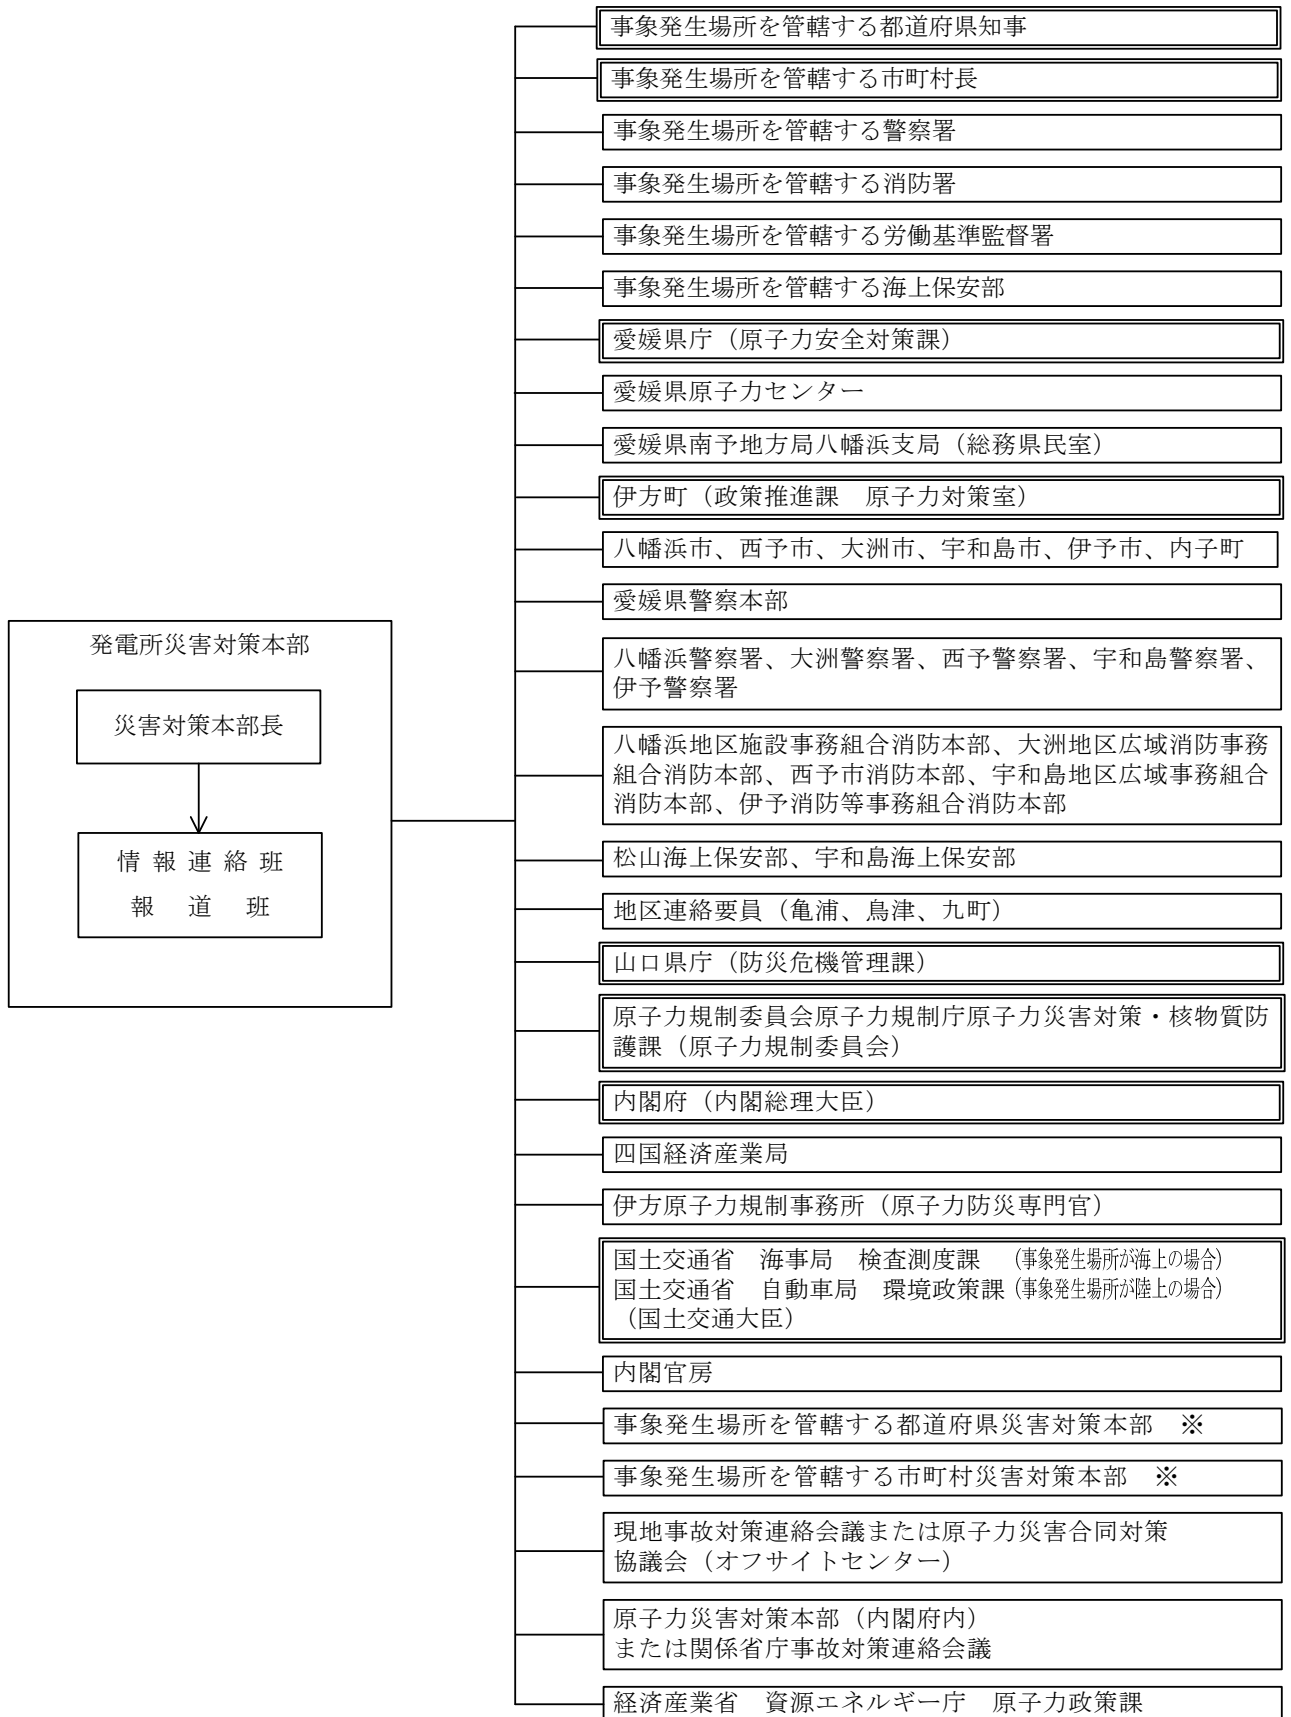 事象発生場所を管轄する都道府県知事
事象発生場所を管轄する市町村長
事象発生場所を管轄する警察署
事象発生場所を管轄する消防署
事象発生場所を管轄する労働基準監督署
事象発生場所を管轄する海上保安部
愛媛県庁（原子力安全対策課）
愛媛県原子力センター
愛媛県南予地方局八幡浜支局（総務県民室）
伊方町（政策推進課　原子力対策室）
八幡浜市、西予市、大洲市、宇和島市、伊予市、内子町
愛媛県警察本部
発電所災害対策本部
災害対策本部長
情 報 連 絡 班
報　道　班
八幡浜警察署、大洲警察署、西予警察署、宇和島警察署、
伊予警察署
八幡浜地区施設事務組合消防本部、大洲地区広域消防事務
組合消防本部、西予市消防本部、宇和島地区広域事務組合
消防本部、伊予消防等事務組合消防本部
松山海上保安部、宇和島海上保安部
地区連絡要員（亀浦、鳥津、九町）
山口県庁（防災危機管理課）
原子力規制委員会原子力規制庁原子力災害対策・核物質防
護課（原子力規制委員会）
内閣府（内閣総理大臣）
四国経済産業局
伊方原子力規制事務所（原子力防災専門官）
国土交通省　海事局　検査測度課　（事象発生場所が海上の場合）
国土交通省　自動車局　環境政策課（事象発生場所が陸上の場合）
（国土交通大臣）
内閣官房
事象発生場所を管轄する都道府県災害対策本部　※
事象発生場所を管轄する市町村災害対策本部　※
現地事故対策連絡会議または原子力災害合同対策
協議会（オフサイトセンター）
原子力災害対策本部（内閣府内）
または関係省庁事故対策連絡会議
経済産業省　資源エネルギー庁　原子力政策課